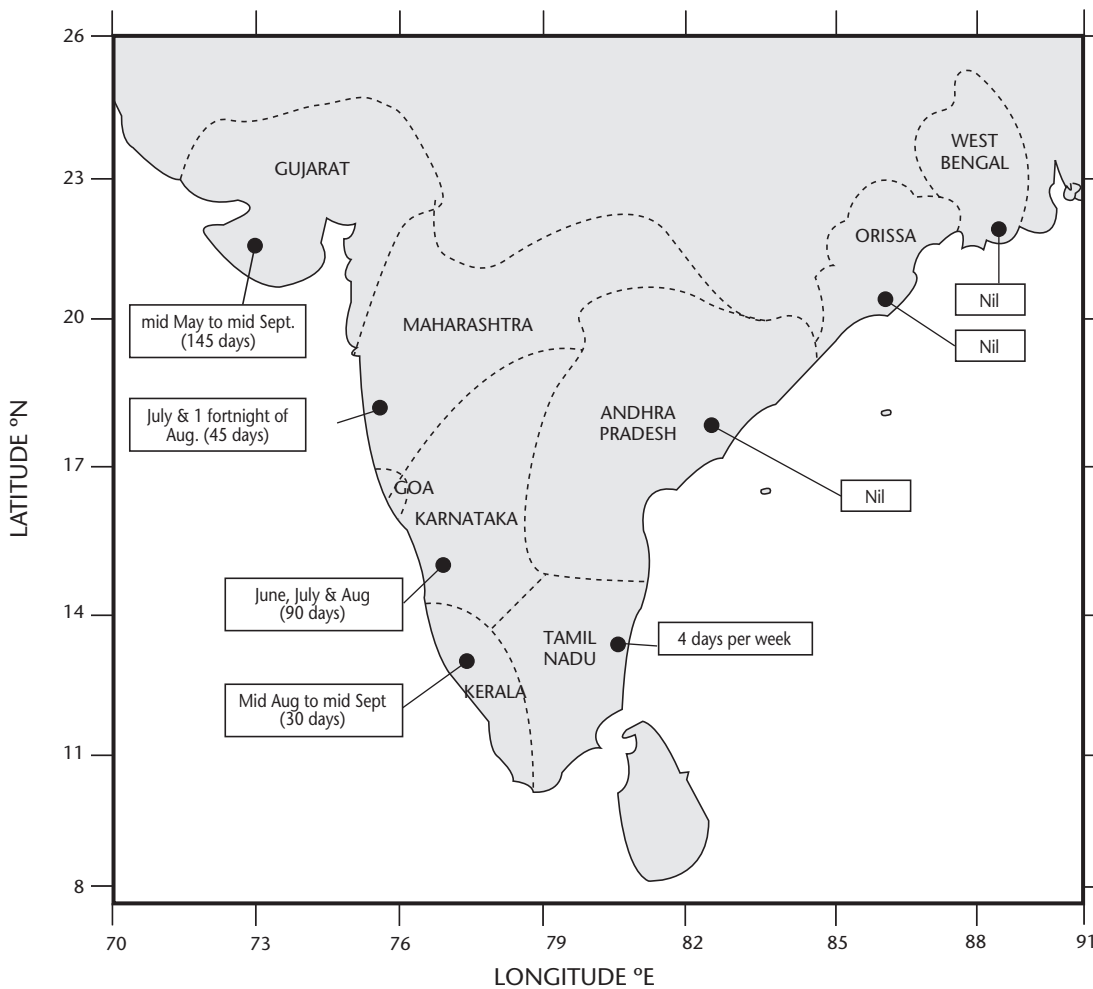 26
23
20
17
14
11
8
LATITUDE ºN
GUJARAT
WEST
BENGAL
ORISSA
mid May to mid Sept.
(145 days)
MAHARASHTRA
Nil
Nil
July & 1 fortnight of
Aug. (45 days)
ANDHRA
PRADESH
GOA
KARNATAKA
Nil
June, July & Aug
(90 days)
TAMIL
NADU
4 days per week
Mid Aug to mid Sept
(30 days)
KERALA
70
73
76
79
82
85
88
91
LONGITUDE ºE